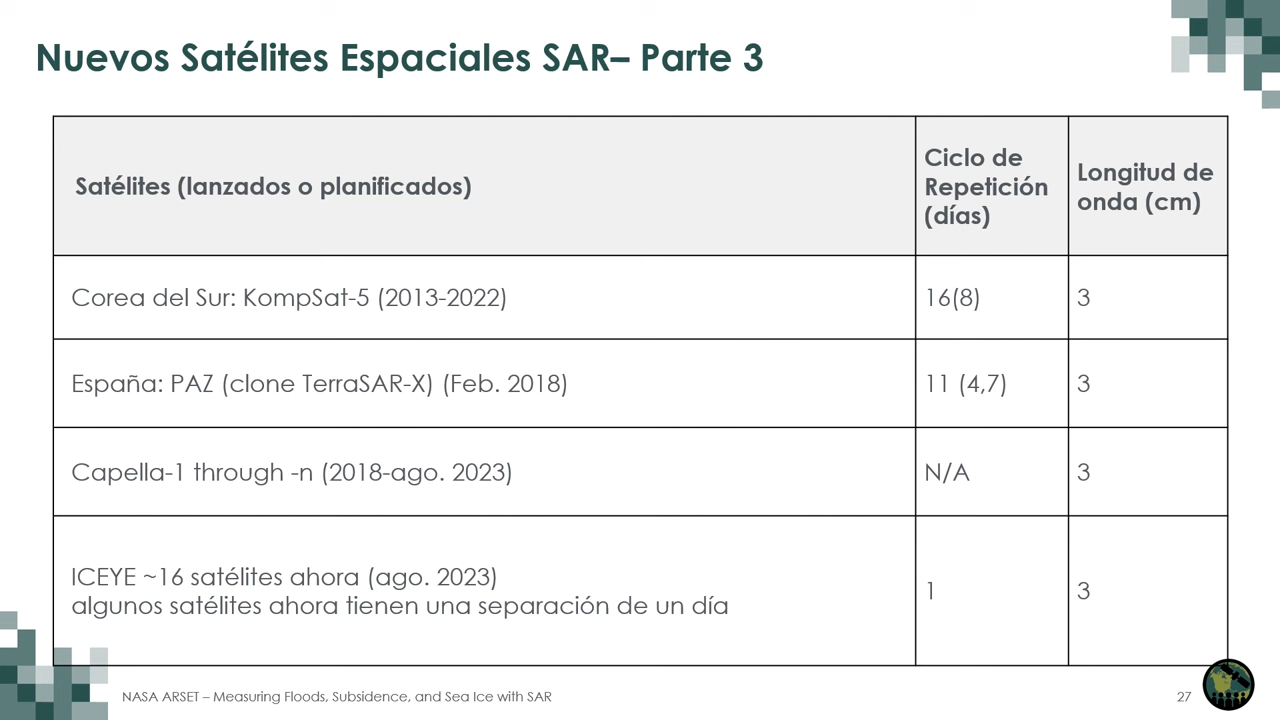 Nuevos Satélites Espaciales SAR– Parte 3
Satélites (lanzados o planificados)
Ciclo de
Repetición
(días)
Longitud de
onda (cm)
Corea del Sur: KompSat-5 (2013-2022)
16(8)
3
España: PAZ (clone TerraSAR-X) (Feb. 2018)
11 (4,7)
3
Capella-1 through -n (2018-ago. 2023)
N/A
3
ICEYE ~16 satélites ahora (ago. 2023)
algunos satélites ahora tienen una separación de un día
1
3
NASA ARSET – Measuring Floods, Subsidence, and Sea Ice with SAR
27